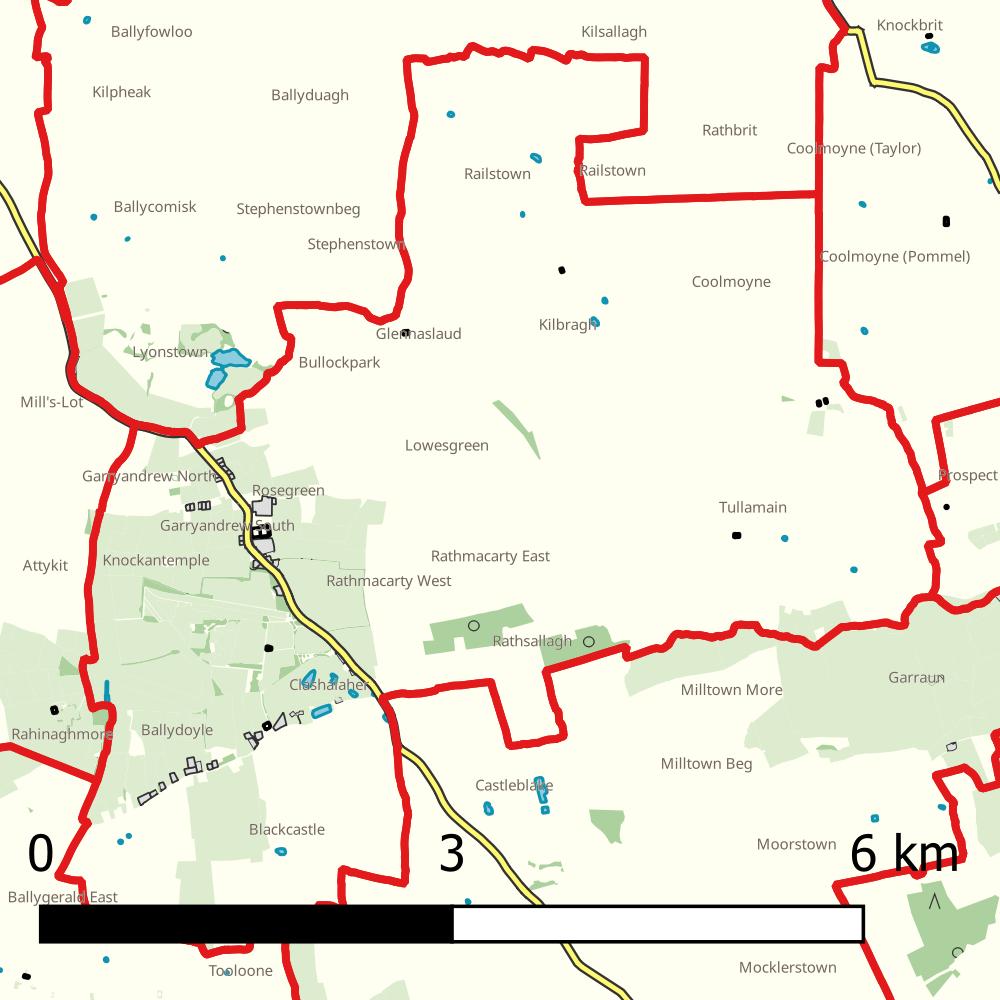 Knockbrit
Ballyfowloo
Kilsallagh
Kilpheak
Ballyduagh
Rathbrit
Coolmoyne (Taylor)
Railstown
Railstown
Ballycomisk
Stephenstownbeg
Stephenstown
Coolmoyne (Pommel)
Coolmoyne
Kilbragh
Glennaslaud
Lyonstown
Bullockpark
Mill's-Lot
Lowesgreen
Garryandrew North
Prospect
Rosegreen
Tullamain
Garryandrew South
Rathmacarty East
Knockantemple
Attykit
Rathmacarty West
Rathsallagh
Garraun
Clashalaher
Milltown More
Ballydoyle
Rahinaghmore
Milltown Beg
Castleblake
Blackcastle
Moorstown
0 3 6 km
Ballygerald East
Mocklerstown
Tooloone